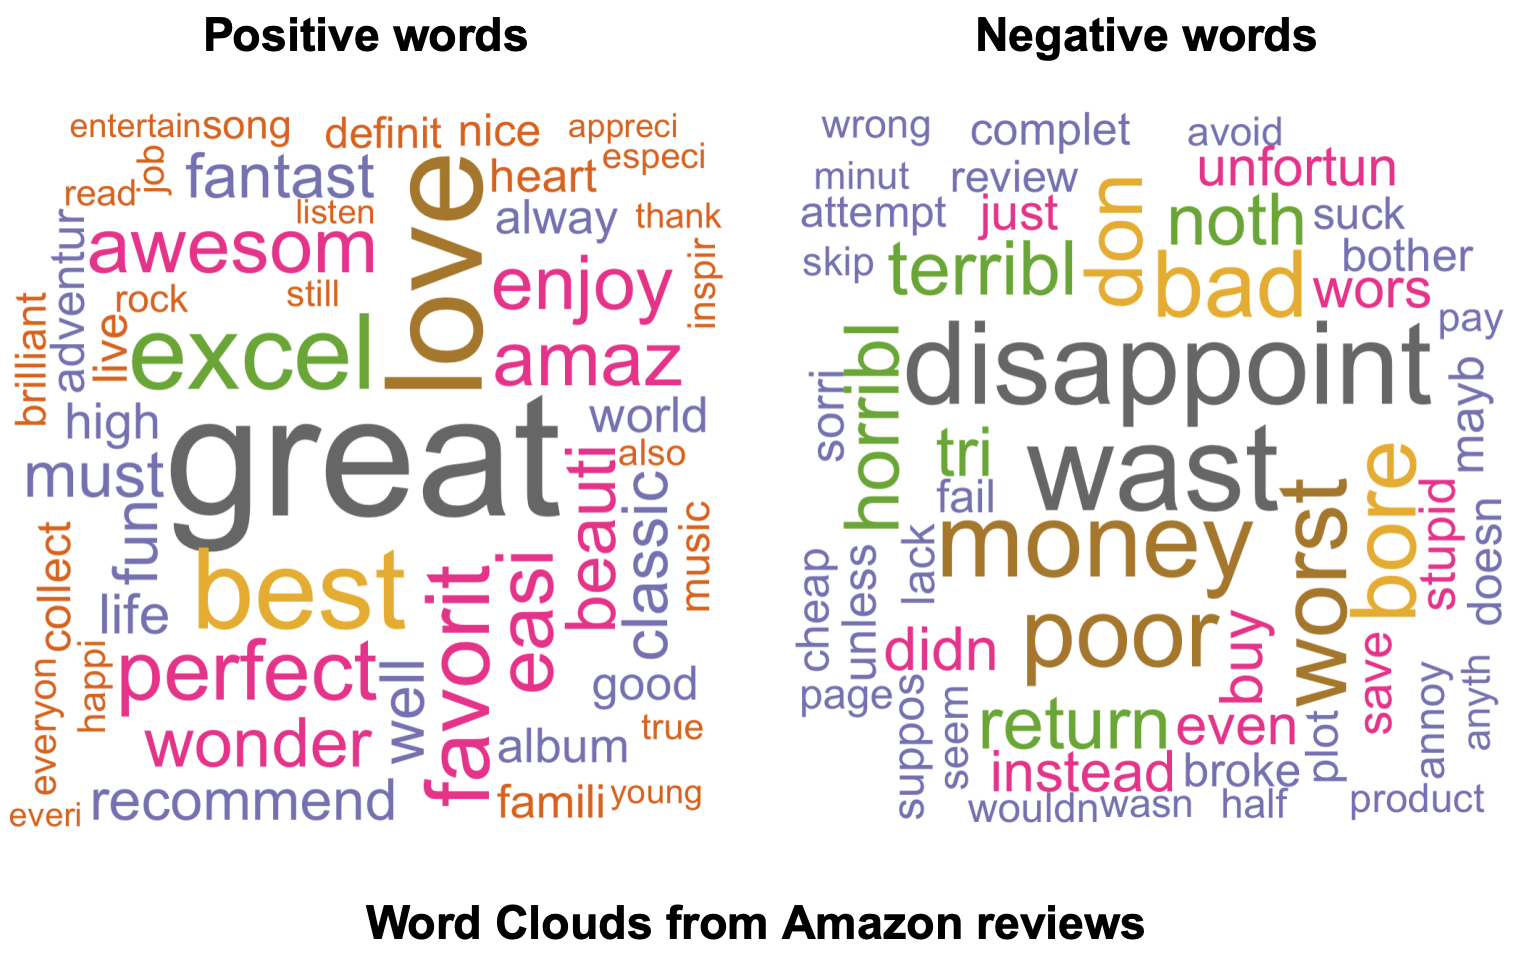 Positive words
Negative words
entertain song definit nice appreci
job fantast love heart especi
read listen alway thank
adventur awesom enjoy inspir
brilliant rock still
live excel amaz
high great world
must also
fun beauti classic music
collect best favorit easi
life
everyon happi perfect well good
wonder album true
recommend famili young
everi
wrong complet avoid
minut review don unfortun
attempt just noth suck
skip terribl bad bother
wors
horribl disappoint pay
sorri mayb
tri wast bore
fail worst stupid doesn
cheap unless lack money
didn poor buy save
page annoy anyth
suppos seem return even plot
instead broke
wouldn wasn half product
Word Clouds from Amazon reviews